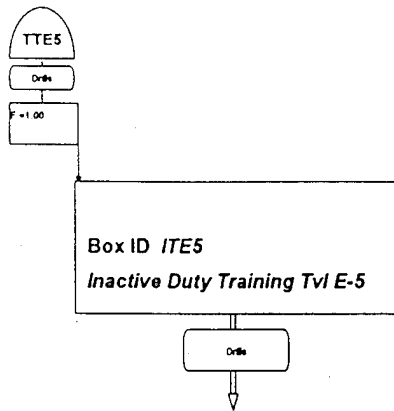 TTE5
Drills
F =1.00
Box ID ITE5
Inactive Duty Training Tvl E-5
Drills